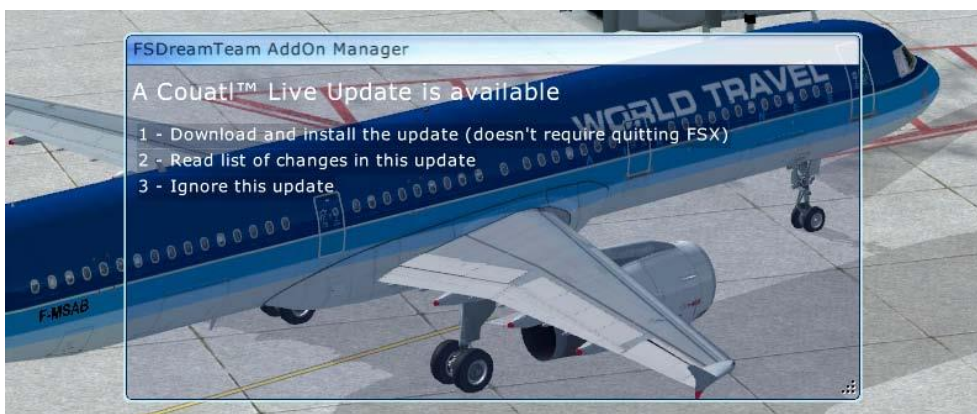 FSDreamTeam AddOn Manager
A Couatl™ Live Update is available
WORLD TRAVEL
1 - Download and install the update (doesn't require quitting FSX)
2 - Read list of changes in this update
3 - Ignore this update
F-MSAB